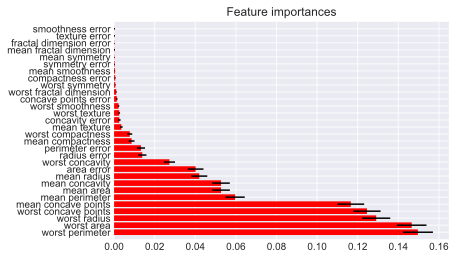 Feature importances
smoothness error
texture error
fractal dimension error
mean fractal dimension
mean symmetry
symmetry error
mean smoothness
compactness error
worst symmetry
worst fractal dimension
concave points error
worst smoothness
worst texture
concavity error
mean texture
worst compactness
mean compactness
perimeter error
radius error
worst concavity
area error
mean radius
mean concavity
mean area
mean perimeter
mean concave points
worst concave points
worst radius
worst area
worst perimeter
0.00 0.02 0.04 0.06 0.08 0.10 0.12 0.14 0.16